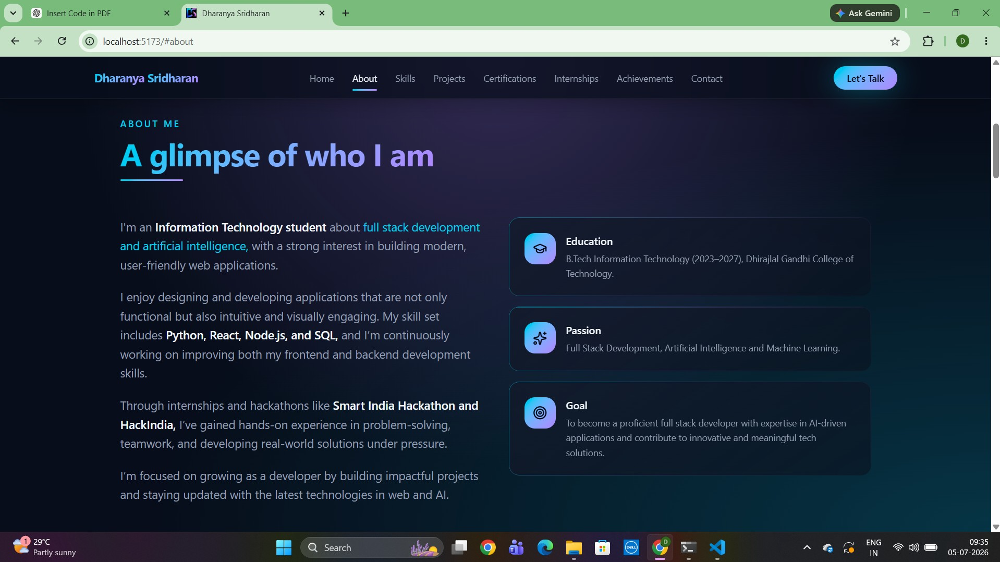 Insert Code in PDF
Dharanya Sridharan
Ask Gemini
localhost:5173/#about
D
Dharanya Sridharan
Home
About
Skills
Projects
Certifications
Internships
Achievements
Contact
Let's Talk
ABOUT ME
A glimpse of who I am
I'm an Information Technology student about full stack development
and artificial intelligence, with a strong interest in building modern,
user-friendly web applications.
I enjoy designing and developing applications that are not only
functional but also intuitive and visually engaging. My skill set
includes Python, React, Node.js, and SQL, and I’m continuously
working on improving both my frontend and backend development
skills.
Through internships and hackathons like Smart India Hackathon and
HackIndia, I’ve gained hands-on experience in problem-solving,
teamwork, and developing real-world solutions under pressure.
I’m focused on growing as a developer by building impactful projects
and staying updated with the latest technologies in web and AI.
Education
B.Tech Information Technology (2023–2027), Dhirajlal Gandhi College of
Technology.
Passion
Full Stack Development, Artificial Intelligence and Machine Learning.
Goal
To become a proficient full stack developer with expertise in AI-driven
applications and contribute to innovative and meaningful tech
solutions.
1
29°C
Partly sunny
Search
DELL
D
ENG
IN
09:35
05-07-2026